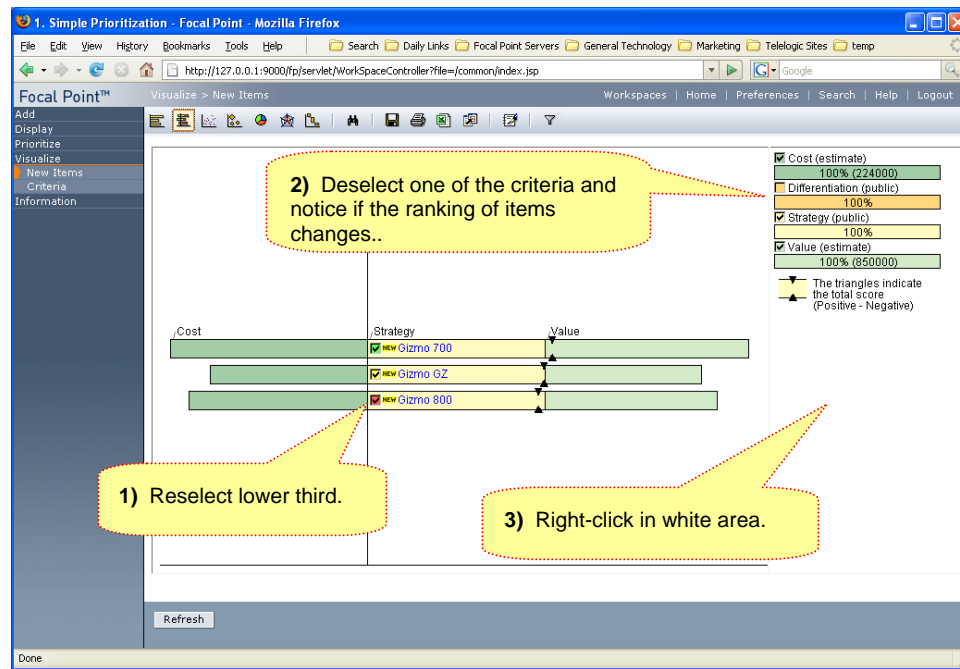 1. Simple Prioritization - Focal Point - Mozilla Firefox
File Edit View History Bookmarks Tools Help Search Daily Links Focal Point Servers General Technology Marketing Telelogic Sites temp
http://127.0.0.1:9000/fp/servlet/WorkSpaceController?file=/common/index.jsp
G Google
Focal Point™
Visualize > New Items
Workspaces | Home | Preferences | Search | Help | Logout
Add
Display
Prioritize
Visualize
New Items
Criteria
Information
2) Deselect one of the criteria and
notice if the ranking of items
changes..
Cost (estimate)
100% (224000)
Differentiation (public)
100%
Strategy (public)
100%
Value (estimate)
100% (850000)
The triangles indicate
the total score
(Positive - Negative)
Cost Strategy Value
NEW Gizmo 700
NEW Gizmo GZ
NEW Gizmo 800
1) Reselect lower third.
3) Right-click in white area.
Refresh
Done